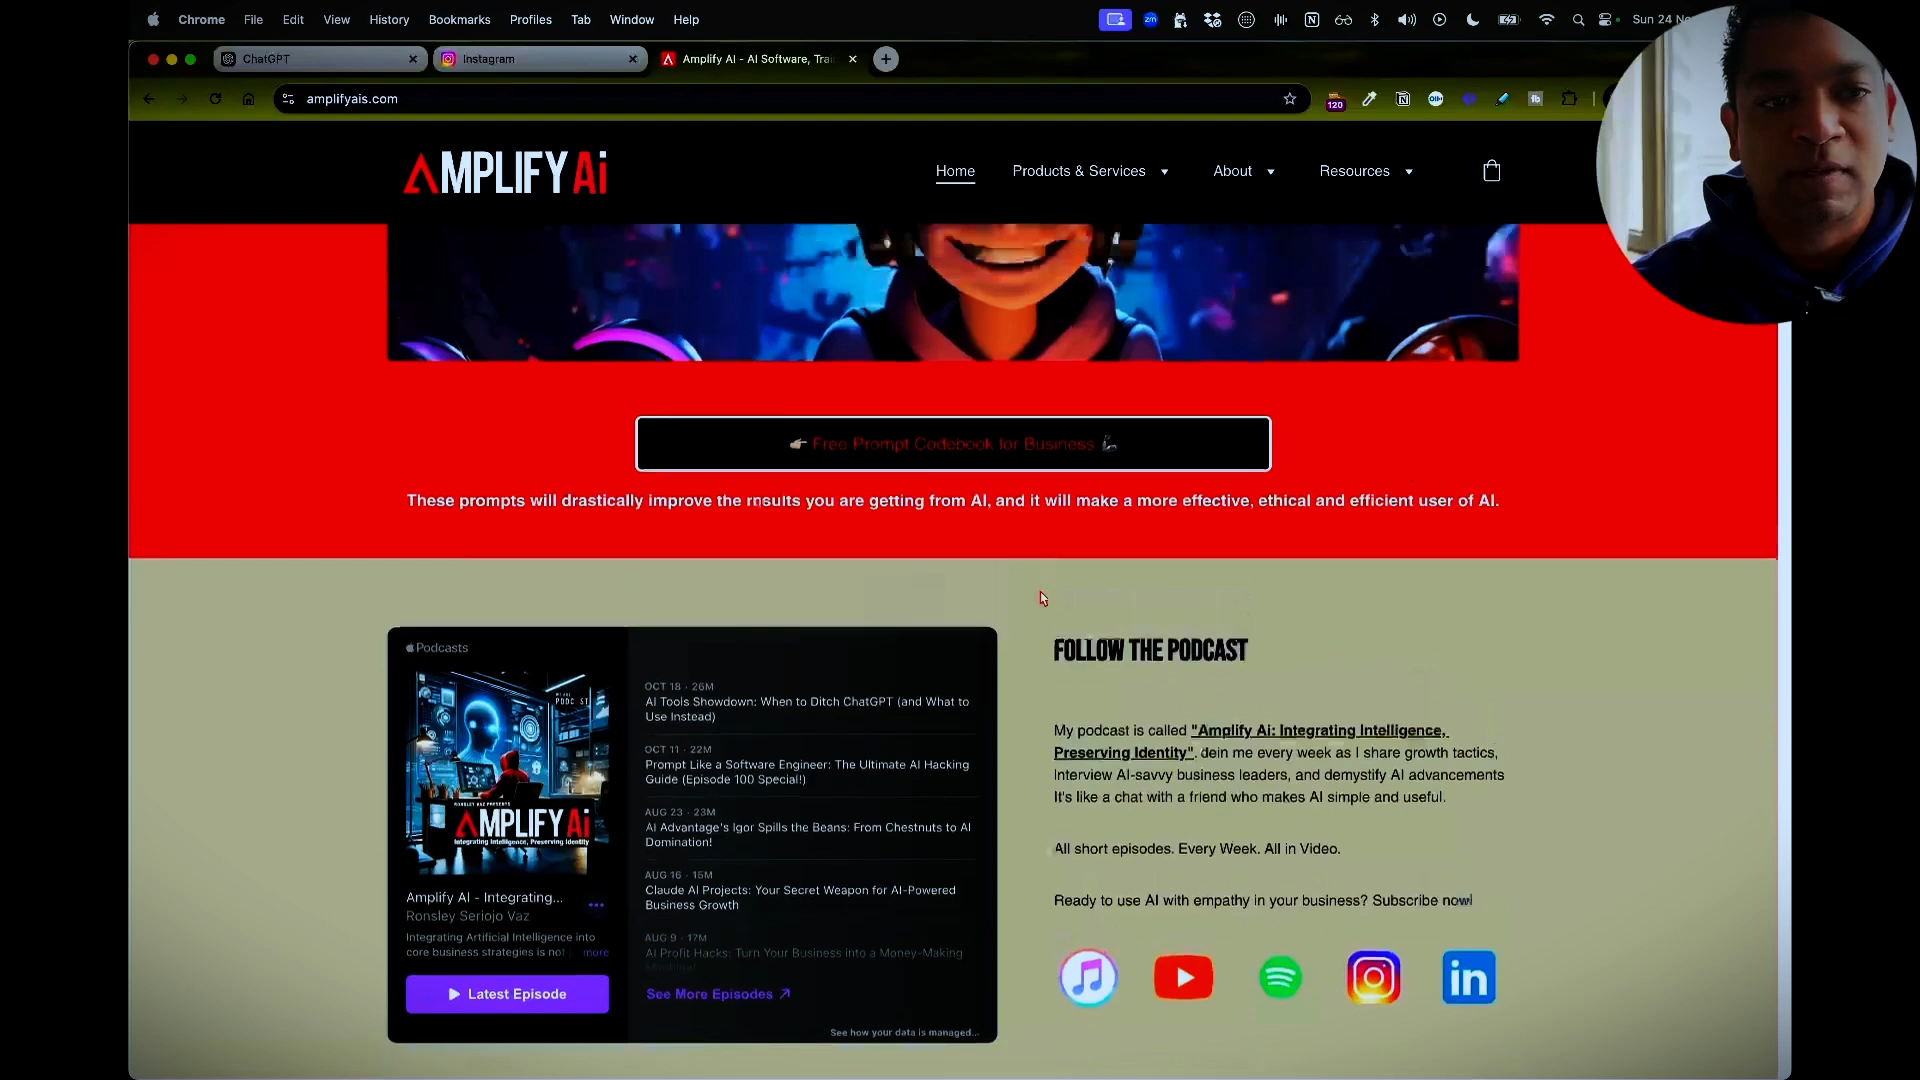 Chrome File Edit View History Bookmarks Profiles Tab Window Help
zm
Sun 24 No
ChatGPT
Instagram
Amplify AI - AI Software, Trai
amplifyais.com
120
AMPLIFY Ai
Home
Products & Services
About
Resources
Free Prompt Codebook for Business
These prompts will drastically improve the results you are getting from AI, and it will make a more effective, ethical and efficient user of AI.
Podcasts
RONSLEY VAZ PRESENTS
AMPLIFY Ai
Integrating Intelligence, Preserving Identity
Amplify AI - Integrating...
Ronsley Seriojo Vaz
Integrating Artificial Intelligence into
core business strategies is not more
Latest Episode
OCT 18 · 26M
AI Tools Showdown: When to Ditch ChatGPT (and What to
Use Instead)
OCT 11 · 22M
Prompt Like a Software Engineer: The Ultimate AI Hacking
Guide (Episode 100 Special!)
AUG 23 · 23M
AI Advantage's Igor Spills the Beans: From Chestnuts to AI
Domination!
AUG 16 · 15M
Claude AI Projects: Your Secret Weapon for AI-Powered
Business Growth
AUG 9 · 17M
AI Profit Hacks: Turn Your Business into a Money-Making
See More Episodes
See how your data is managed...
FOLLOW THE PODCAST
My podcast is called "Amplify Ai: Integrating Intelligence,
Preserving Identity". me every week as I share growth tactics,
interview AI-savvy business leaders, and demystify AI advancements
It's like a chat with a friend who makes AI simple and useful.
All short episodes. Every Week. All in Video.
Ready to use AI with empathy in your business? Subscribe now!
in